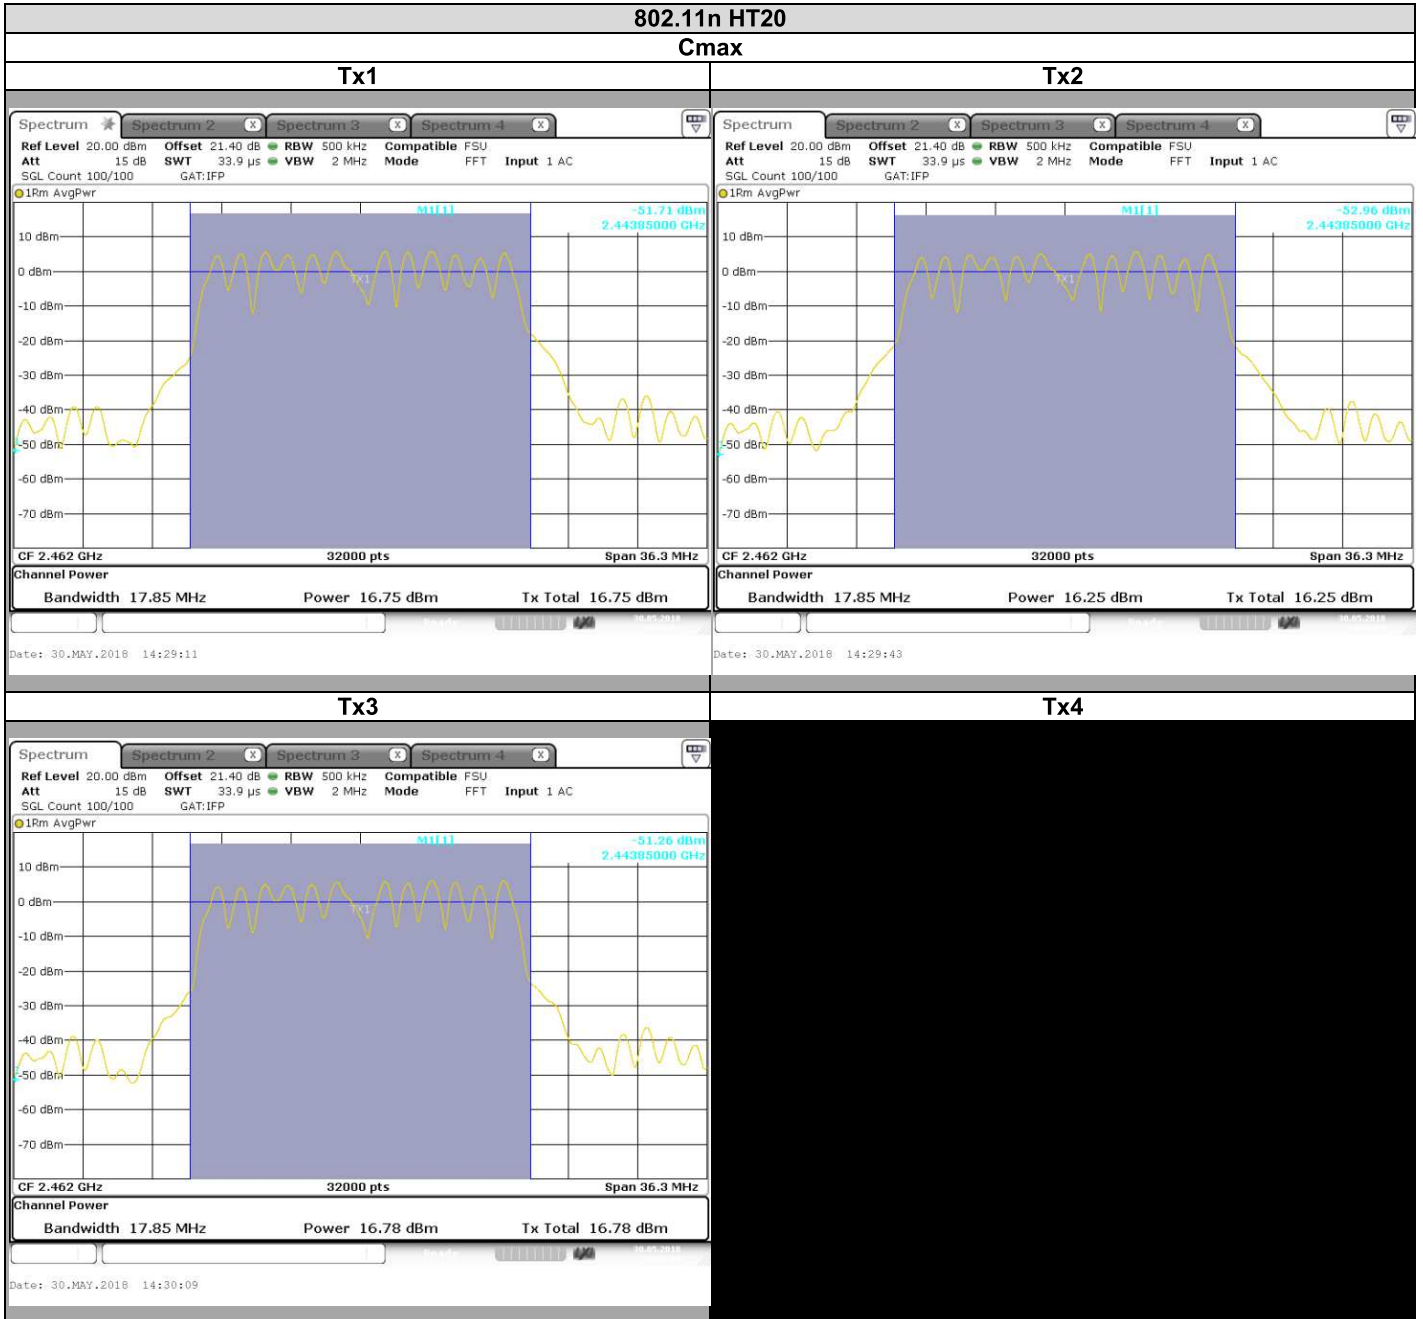 802.11n HT20
Cmax
Tx1 Tx2
Spectrum Spectrum 2 X Spectrum 3 X Spectrum 4 X
Ref Level 20.00 dBm Offset 21.40 dB RBW 500 kHz Compatible FSU
Att 15 dB SWT 33.9 µs VBW 2 MHz Mode FFT Input 1 AC
SGL Count 100/100 GAT:IFP
1Rm AvgPwr
M1[1] -51.71 dBm
2.44385000 GHz
10 dBm
0 dBm
Tx1
-10 dBm
-20 dBm
-30 dBm
-40 dBm
-50 dBm
-60 dBm
-70 dBm
CF 2.462 GHz 32000 pts Span 36.3 MHz
Channel Power
Bandwidth 17.85 MHz Power 16.75 dBm Tx Total 16.75 dBm
Date: 30.MAY.2018 14:29:11
Spectrum Spectrum 2 X Spectrum 3 X Spectrum 4 X
Ref Level 20.00 dBm Offset 21.40 dB RBW 500 kHz Compatible FSU
Att 15 dB SWT 33.9 µs VBW 2 MHz Mode FFT Input 1 AC
SGL Count 100/100 GAT:IFP
1Rm AvgPwr
M1[1] -52.96 dBm
2.44385000 GHz
10 dBm
0 dBm
Tx1
-10 dBm
-20 dBm
-30 dBm
-40 dBm
-50 dBm
-60 dBm
-70 dBm
CF 2.462 GHz 32000 pts Span 36.3 MHz
Channel Power
Bandwidth 17.85 MHz Power 16.25 dBm Tx Total 16.25 dBm
30.05.2018
Date: 30.MAY.2018 14:29:43
Tx3 Tx4
Spectrum Spectrum 2 X Spectrum 3 X Spectrum 4 X
Ref Level 20.00 dBm Offset 21.40 dB RBW 500 kHz Compatible FSU
Att 15 dB SWT 33.9 µs VBW 2 MHz Mode FFT Input 1 AC
SGL Count 100/100 GAT:IFP
1Rm AvgPwr
M1[1] -51.26 dBm
2.44385000 GHz
10 dBm
0 dBm
Tx1
-10 dBm
-20 dBm
-30 dBm
-40 dBm
-50 dBm
-60 dBm
-70 dBm
CF 2.462 GHz 32000 pts Span 36.3 MHz
Channel Power
Bandwidth 17.85 MHz Power 16.78 dBm Tx Total 16.78 dBm
30.05.2018
Date: 30.MAY.2018 14:30:09